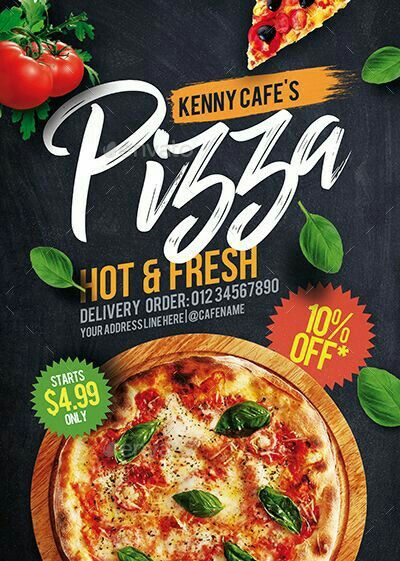 KENNY CAFE'S
Pizza
HOT & FRESH
DELIVERY ORDER: 012 34567890
YOUR ADDRESS LINE HERE | @CAFENAME
10%
OFF*
STARTS
$4.99
ONLY
envato